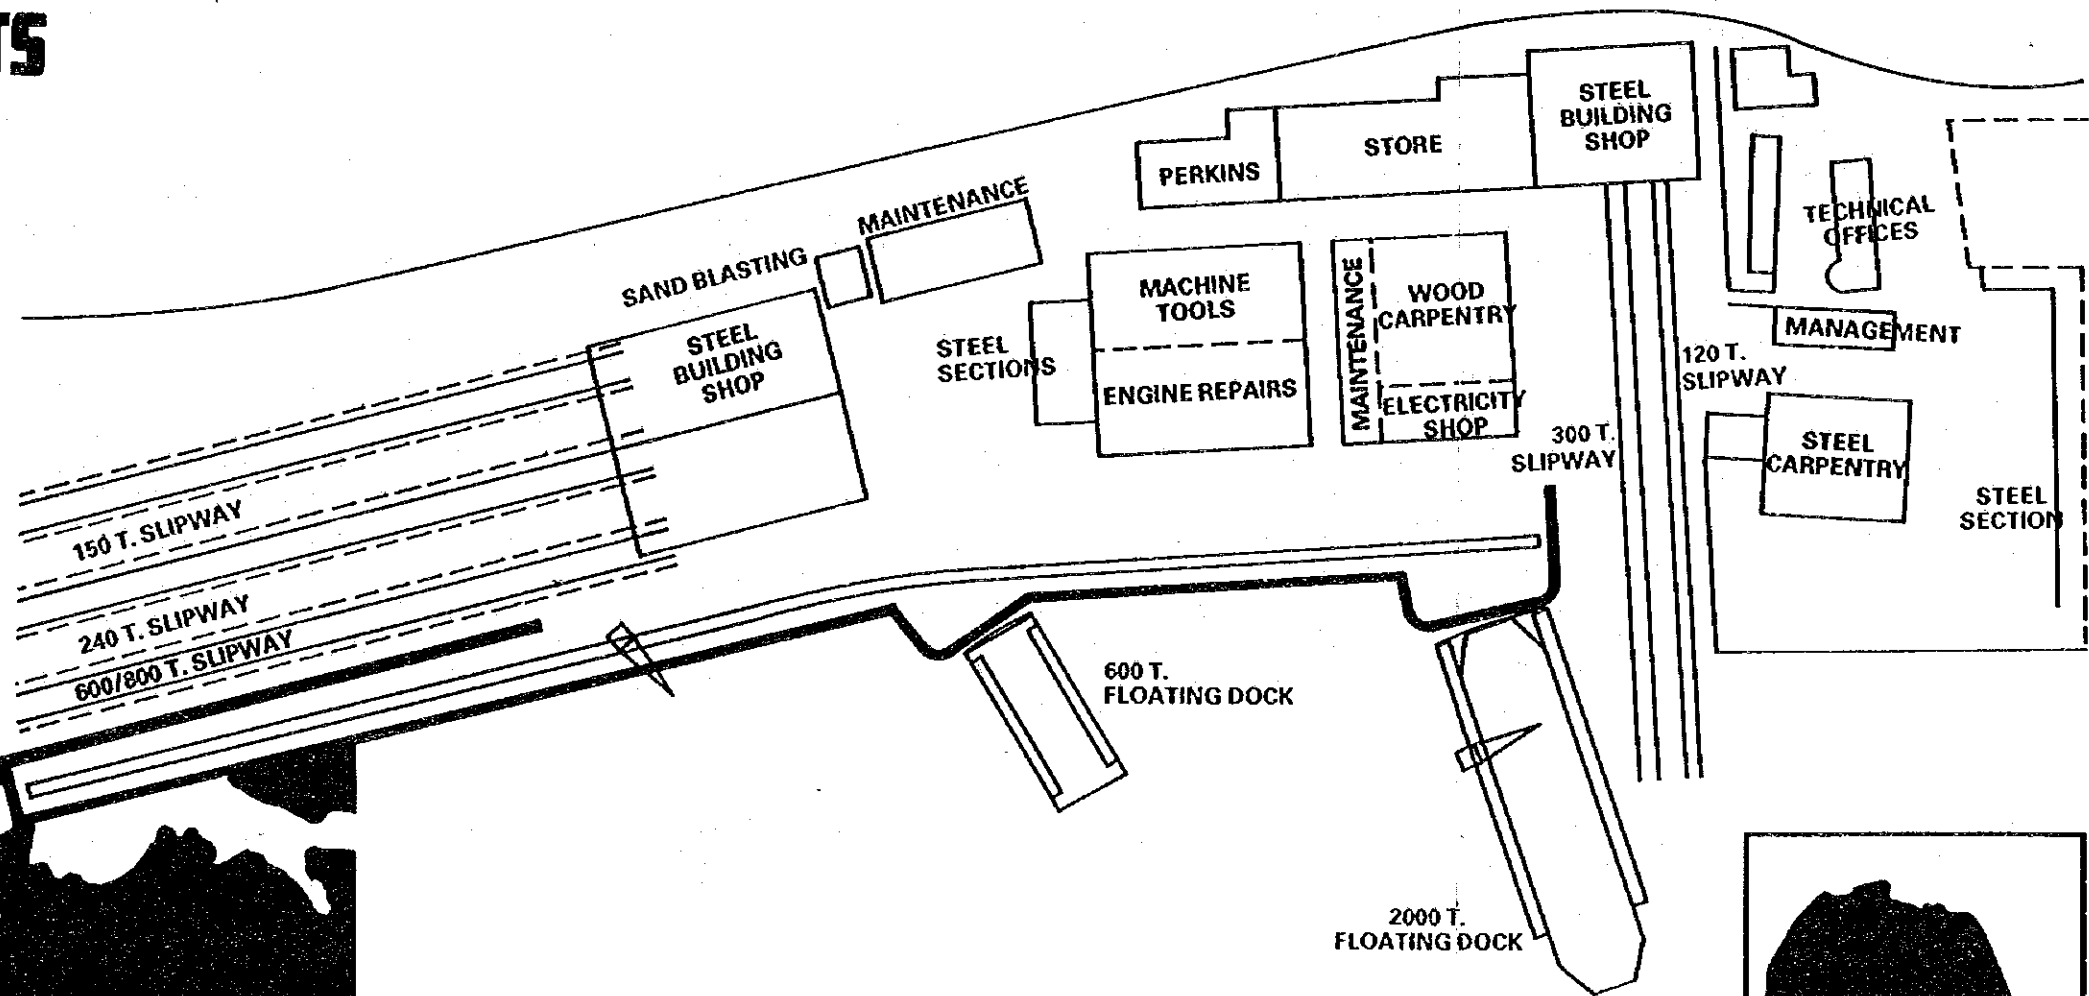 TS
STEEL
BUILDING
SHOP
STORE
PERKINS
MAINTENANCE
SAND BLASTING
TECHNICAL
OFFICES
MACHINE
TOOLS
ENGINE REPAIRS
MAINTENANCE
WOOD
CARPENTRY
ELECTRICITY
SHOP
STEEL
SECTIONS
STEEL
BUILDING
SHOP
MANAGEMENT
120 T.
SLIPWAY
300 T.
SLIPWAY
STEEL
CARPENTRY
STEEL
SECTION
150 T. SLIPWAY
240 T. SLIPWAY
600/800 T. SLIPWAY
600 T.
FLOATING DOCK
2000 T.
FLOATING DOCK